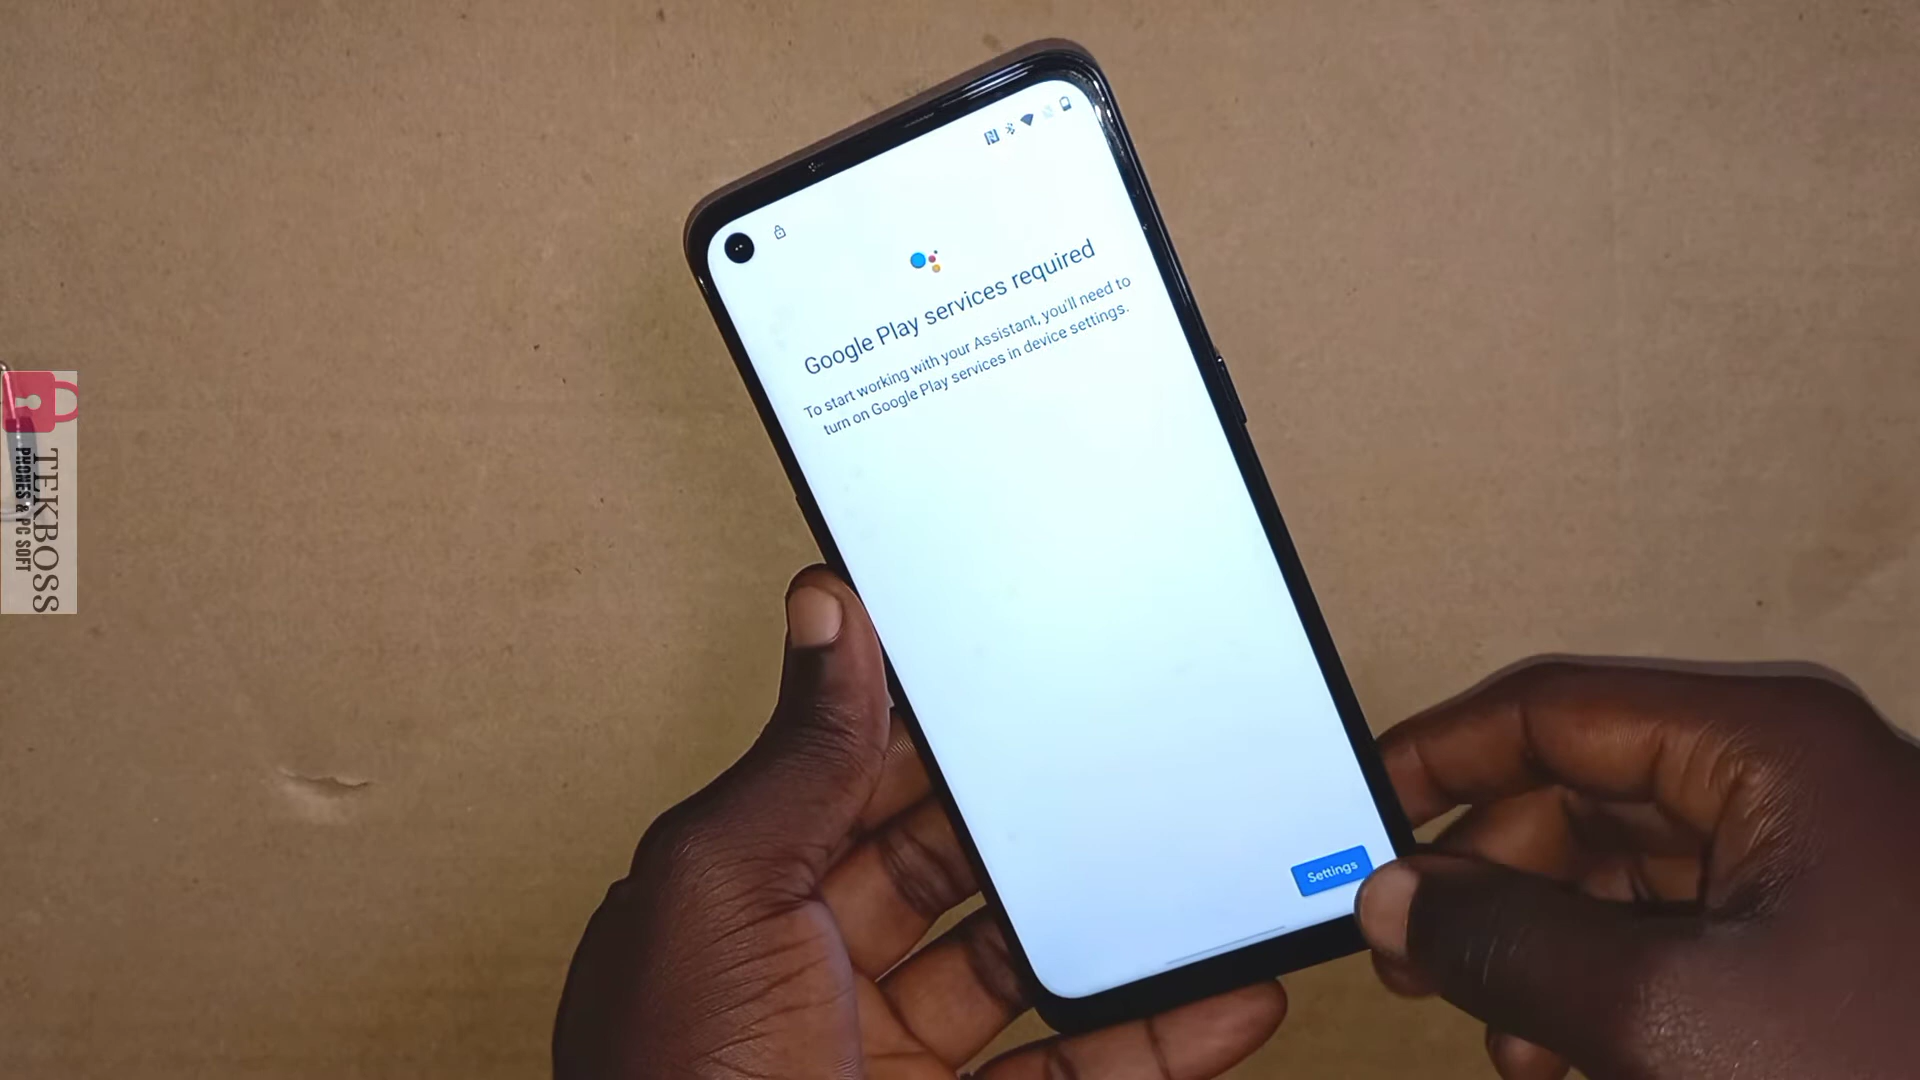 Google Play services required
To start working with your Assistant, you'll need to
turn on Google Play services in device settings.
Settings
TEKBOSS
PHONES & PC SOFT